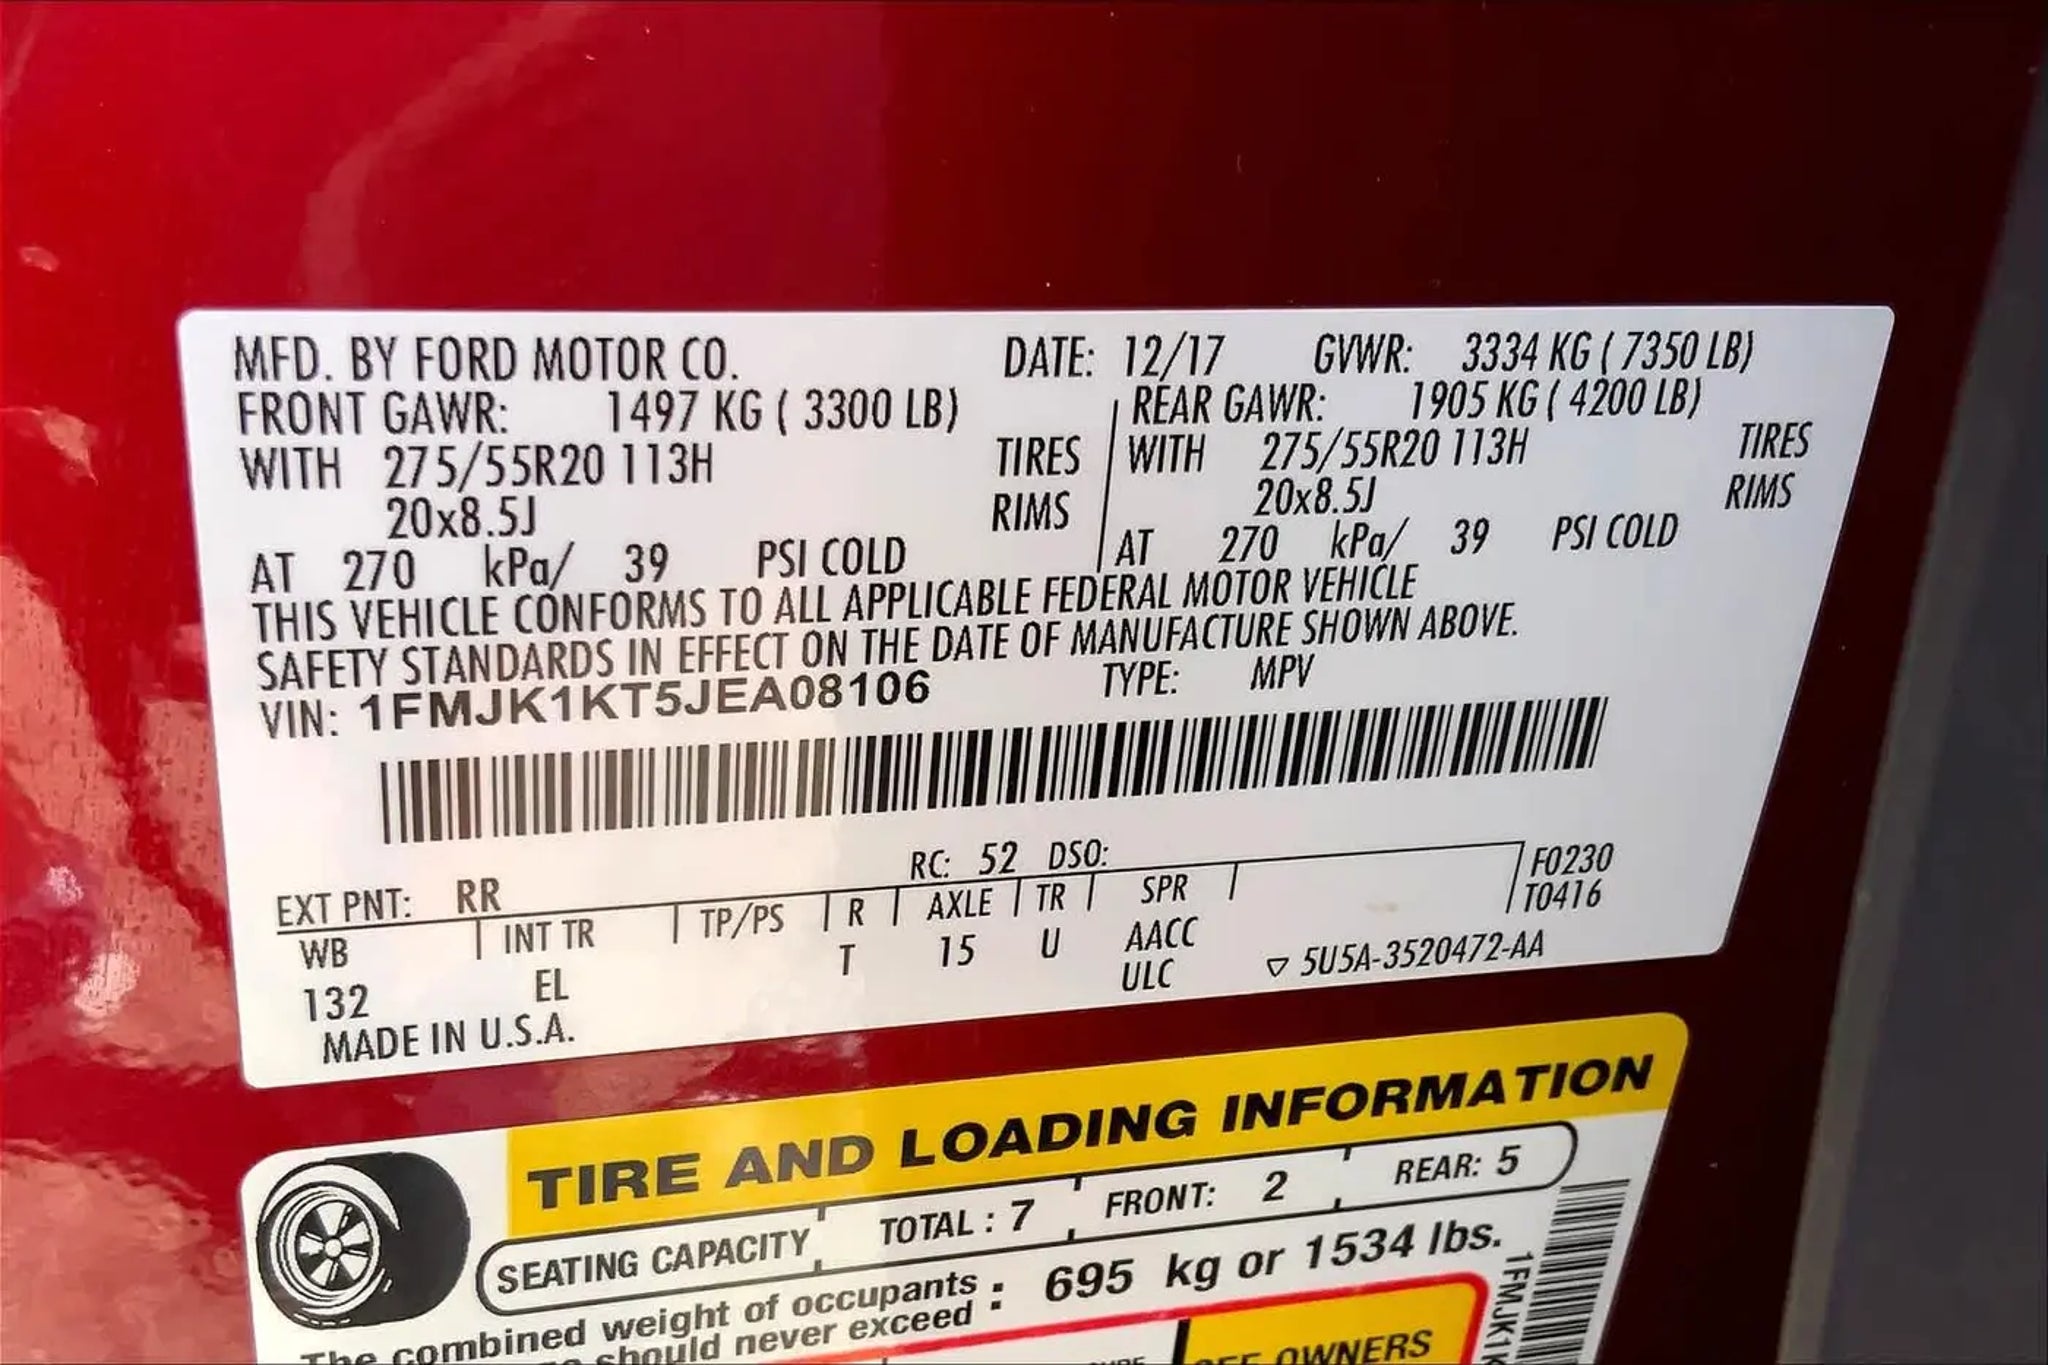 MFD. BY FORD MOTOR CO. DATE: 12/17 GVWR: 3334 KG ( 7350 LB)
FRONT GAWR: 1497 KG ( 3300 LB) REAR GAWR: 1905 KG ( 4200 LB)
WITH 275/55R20 113H TIRES WITH 275/55R20 113H TIRES
20x8.5J RIMS 20x8.5J RIMS
AT 270 kPa/ 39 PSI COLD AT 270 kPa/ 39 PSI COLD
THIS VEHICLE CONFORMS TO ALL APPLICABLE FEDERAL MOTOR VEHICLE
SAFETY STANDARDS IN EFFECT ON THE DATE OF MANUFACTURE SHOWN ABOVE.
VIN: 1FMJK1KT5JEA08106 TYPE: MPV
EXT PNT: RR RC: 52 DSO: F0230
WB INT TR TP/PS R AXLE TR SPR T0416
132 EL T 15 U AACC
ULC ▽ 5U5A-3520472-AA
MADE IN U.S.A.
TIRE AND LOADING INFORMATION
SEATING CAPACITY TOTAL : 7 FRONT: 2 REAR: 5
The combined weight of occupants : 695 kg or 1534 lbs.
should never exceed
OWNERS
1FMJK1K